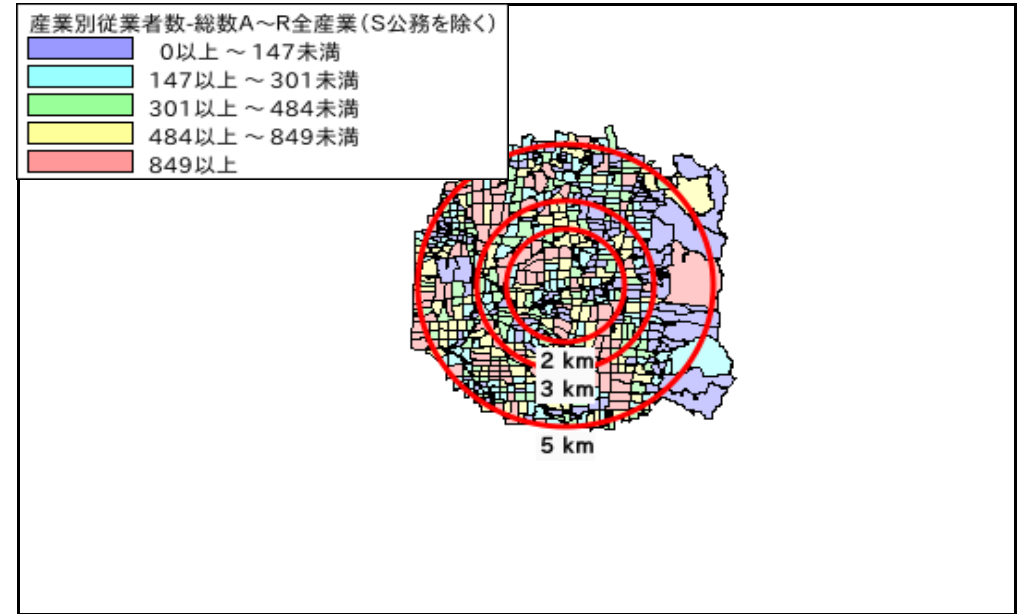 産業別従業者数-総数A～R全産業(S公務を除く)
0以上 ～ 147未満
147以上 ～ 301未満
301以上 ～ 484未満
484以上 ～ 849未満
849以上
2 km
3 km
5 km